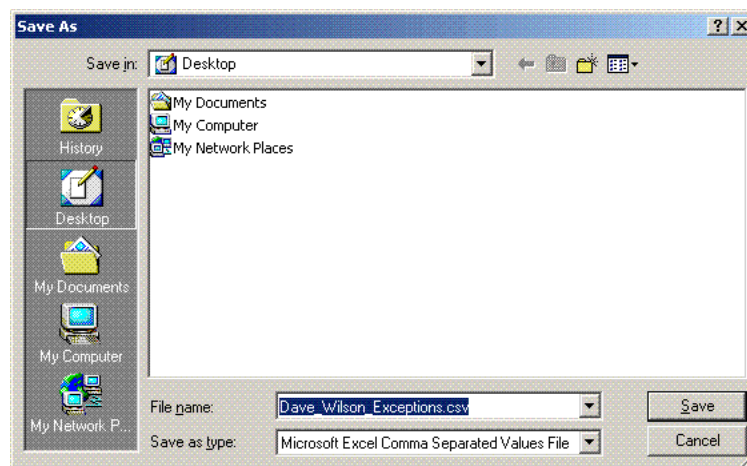 Save As
Save in: Desktop
My Documents
My Computer
My Network Places
History
Desktop
My Documents
My Computer
My Network P...
File name: Dave_Wilson_Exceptions.csv Save
Save as type: Microsoft Excel Comma Separated Values File Cancel